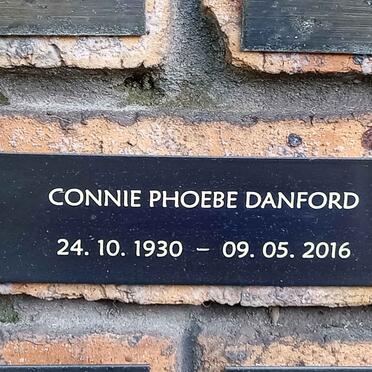 CONNIE PHOEBE DANFORD
24. 10. 1930 – 09. 05. 2016